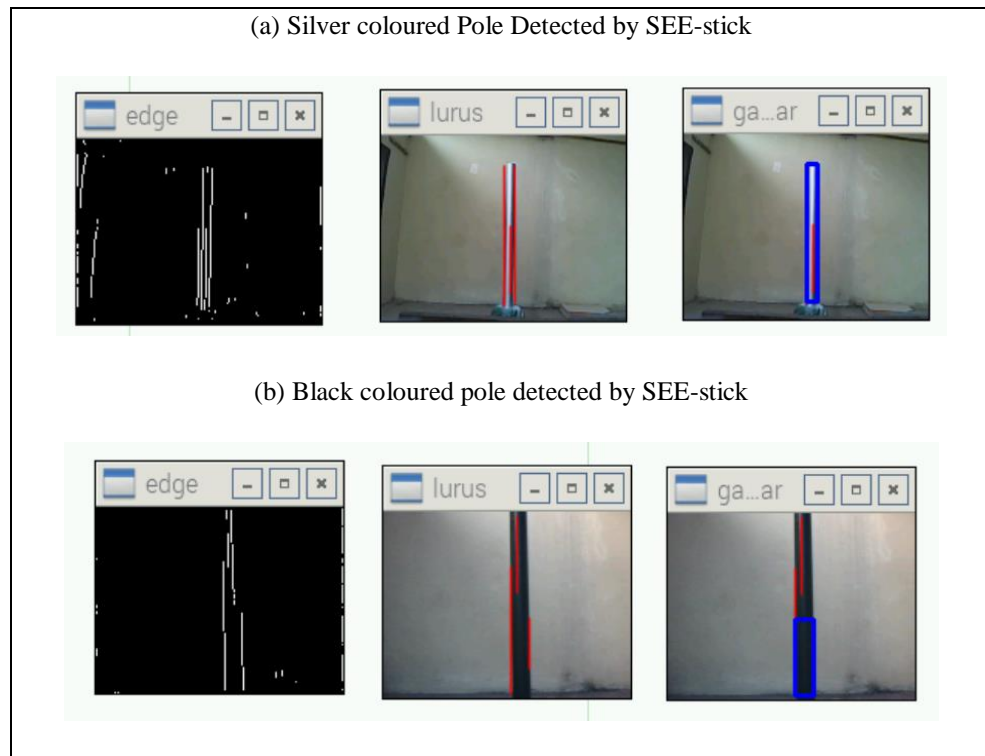 (a) Silver coloured Pole Detected by SEE-stick
edge
lurus
ga...ar
(b) Black coloured pole detected by SEE-stick
edge
lurus
ga...ar